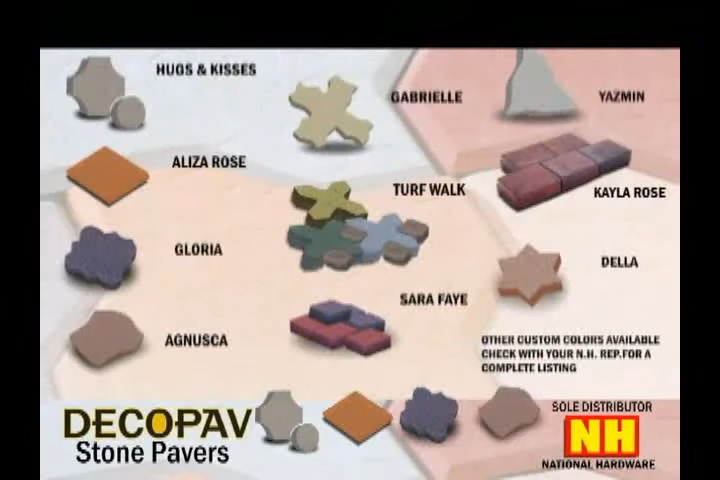 HUGS & KISSES
GABRIELLE
YAZMIN
ALIZA ROSE
TURF WALK
KAYLA ROSE
GLORIA
DELLA
SARA FAYE
AGNUSCA
OTHER CUSTOM COLORS AVAILABLE
CHECK WITH YOUR N.H. REP.FOR A
COMPLETE LISTING
DECOPAV
Stone Pavers
SOLE DISTRIBUTOR
NH
NATIONAL HARDWARE